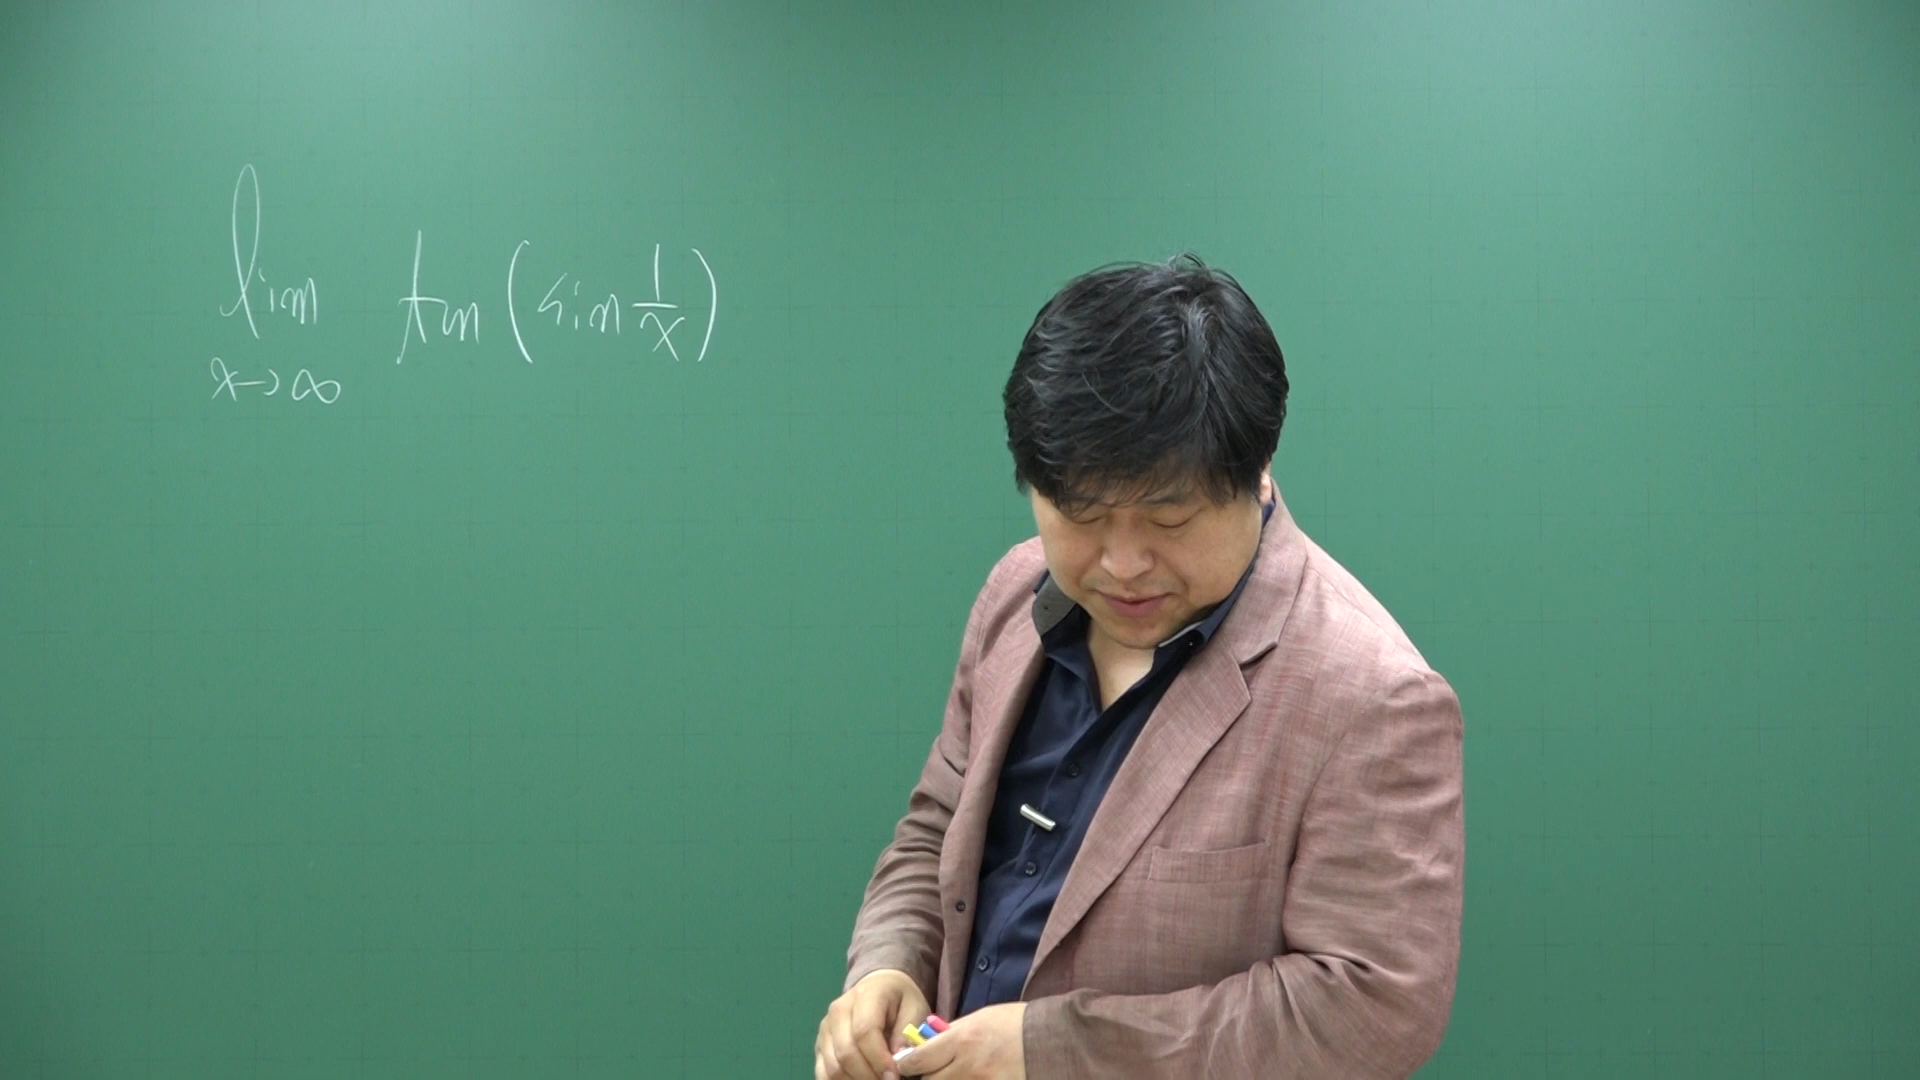 lim tan (sin 1/x)
x→∞